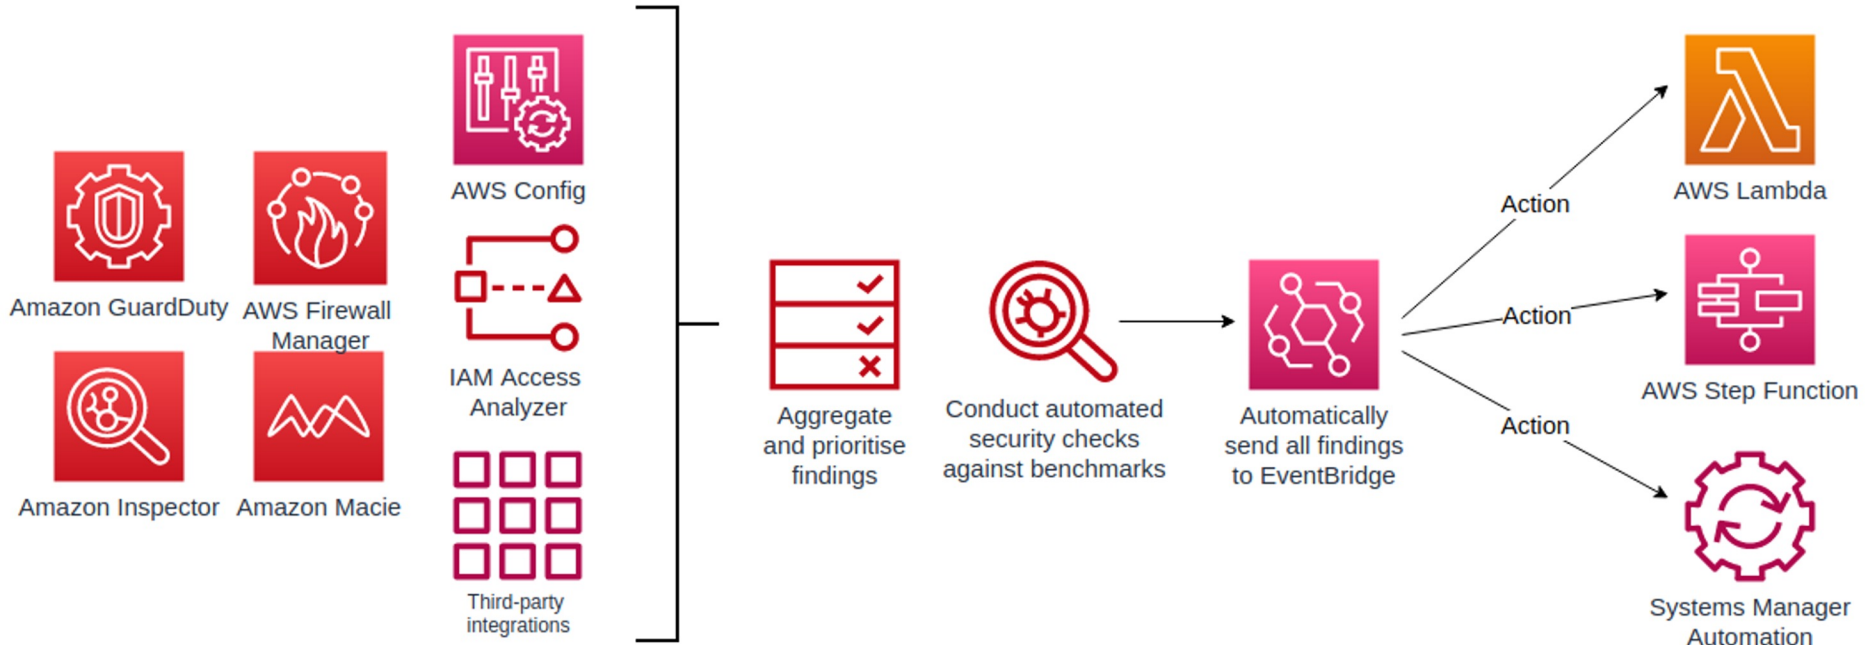 Amazon GuardDuty
AWS Firewall
Manager
Amazon Inspector
Amazon Macie
AWS Config
IAM Access
Analyzer
Third-party
integrations
Aggregate
and prioritise
findings
Conduct automated
security checks
against benchmarks
Automatically
send all findings
to EventBridge
Action
Action
Action
AWS Lambda
AWS Step Function
Systems Manager
Automation